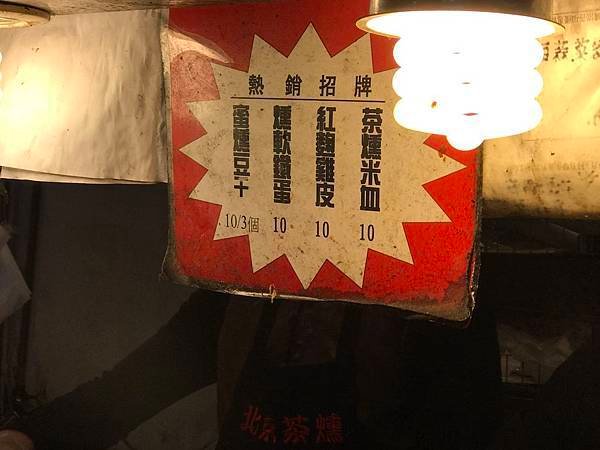 熱銷招牌
茶燻米血 10
紅麴雞皮 10
燻軟鐵蛋 10
蜜燻豆干 10/3個
北京茶燻